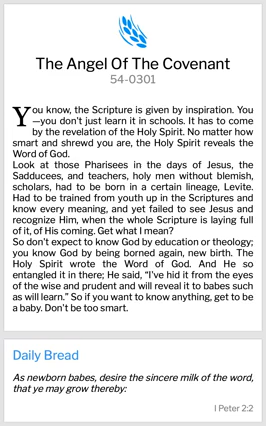 The Angel Of The Covenant
54-0301
You know, the Scripture is given by inspiration. You
—you don't just learn it in schools. It has to come
by the revelation of the Holy Spirit. No matter how
smart and shrewd you are, the Holy Spirit reveals the
Word of God.
Look at those Pharisees in the days of Jesus, the
Sadducees, and teachers, holy men without blemish,
scholars, had to be born in a certain lineage, Levite.
Had to be trained from youth up in the Scriptures and
know every meaning, and yet failed to see Jesus and
recognize Him, when the whole Scripture is laying full
of it, of His coming. Get what I mean?
So don't expect to know God by education or theology;
you know God by being borned again, new birth. The
Holy Spirit wrote the Word of God. And He so
entangled it in there; He said, "I've hid it from the eyes
of the wise and prudent and will reveal it to babes such
as will learn." So if you want to know anything, get to be
a baby. Don't be too smart.
Daily Bread
As newborn babes, desire the sincere milk of the word,
that ye may grow thereby:
I Peter 2:2